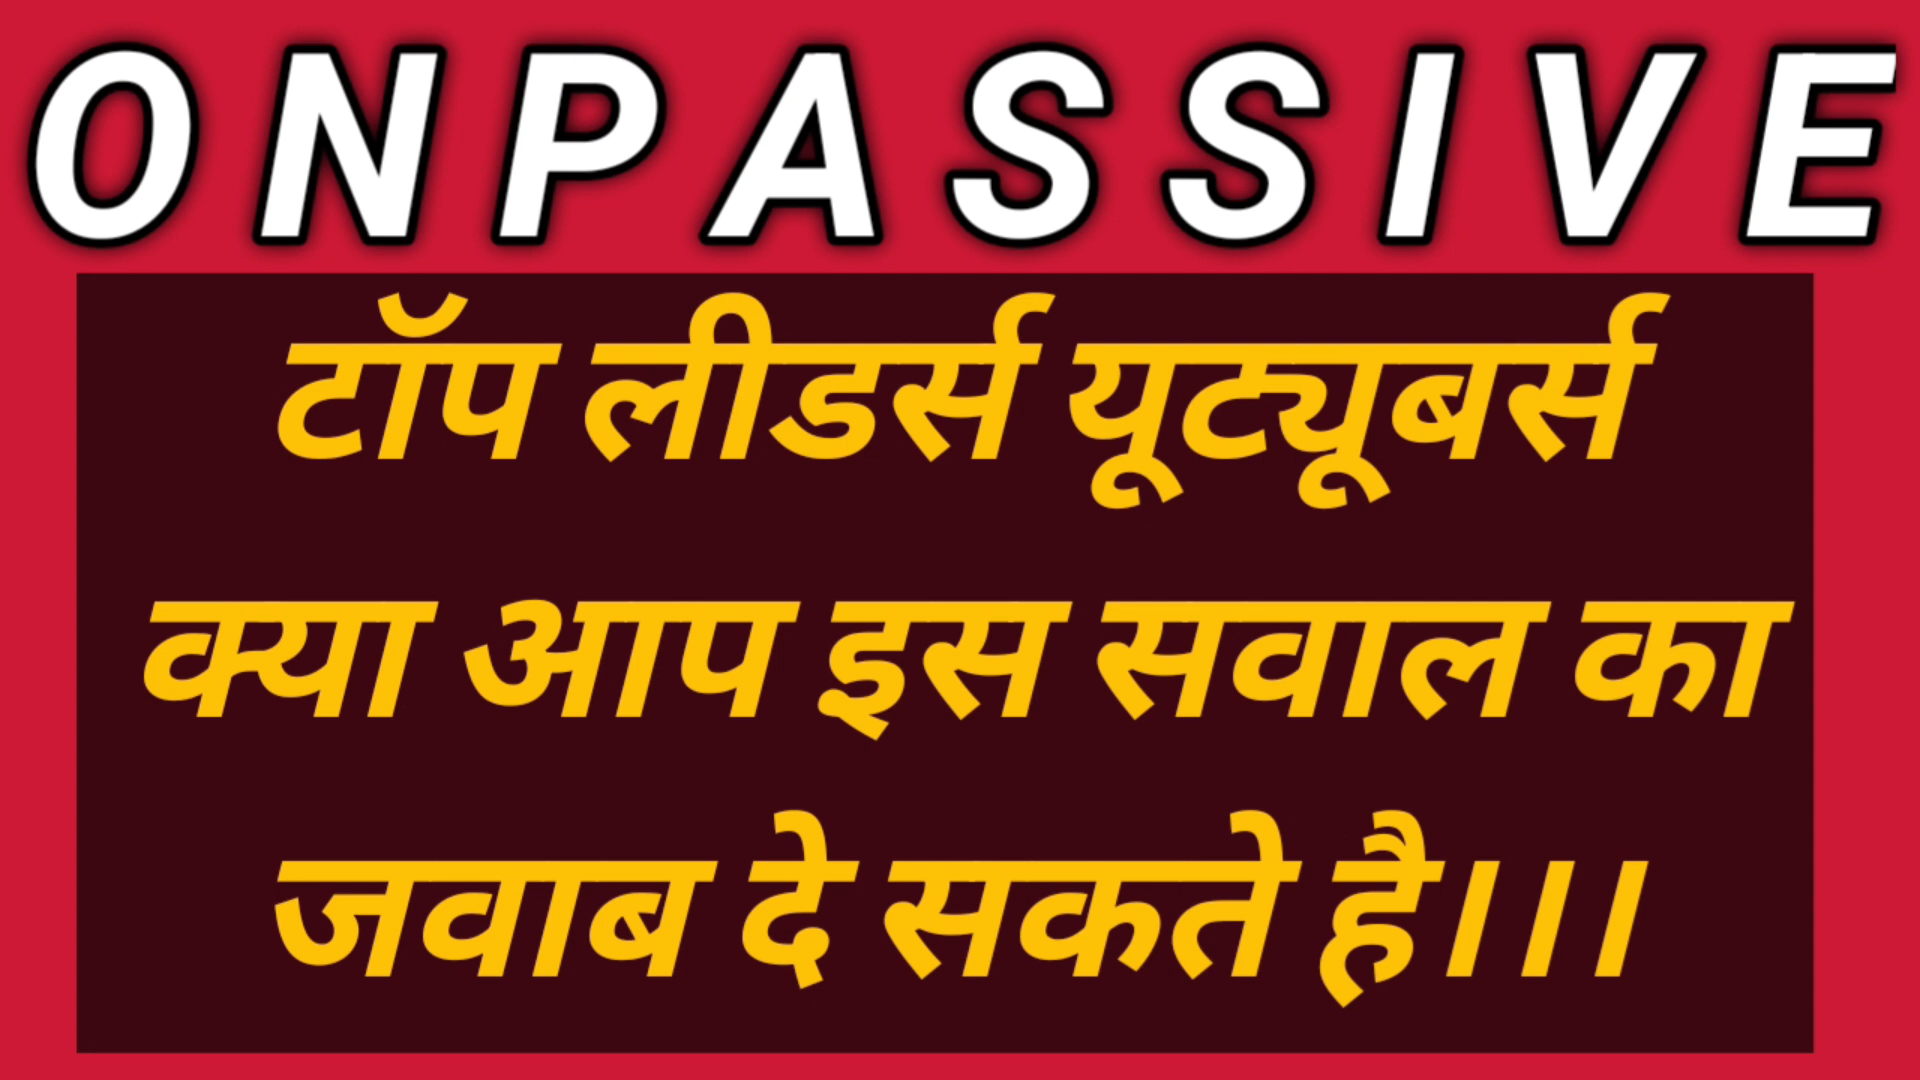 ONPASSIVE
टॉप लीडर्स यूट्यूबर्स
क्या आप इस सवाल का
जवाब दे सकते है।।।